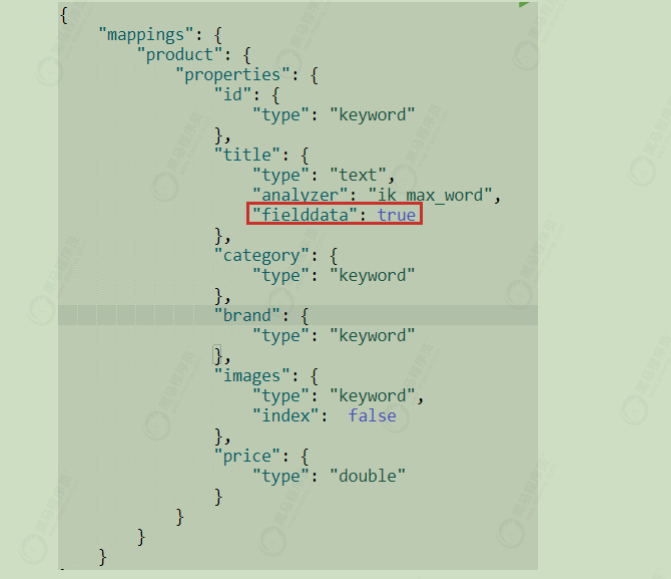 {
"mappings": {
"product": {
"properties": {
"id": {
"type": "keyword"
},
"title": {
"type": "text",
"analyzer": "ik_max_word",
"fielddata": true
},
"category": {
"type": "keyword"
},
"brand": {
"type": "keyword"
},
"images": {
"type": "keyword",
"index":  false
},
"price": {
"type": "double"
}
}
}
}